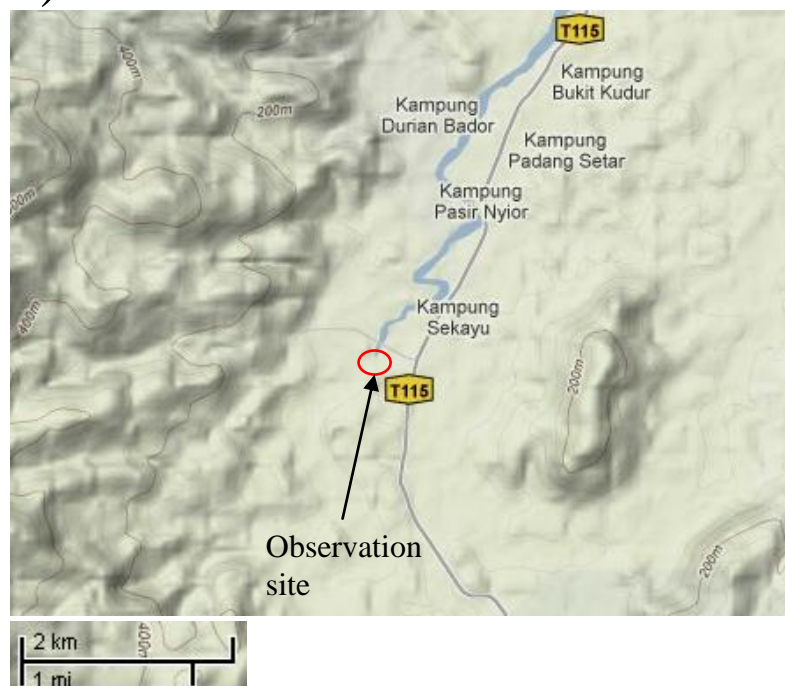 )
T115
400m
Kampung
Bukit Kudur
200m
Kampung
Durian Bador
Kampung
Padang Setar
Kampung
Pasir Nyior
400m
Kampung
Sekayu
200m
T115
Observation
site
200m
2 km
400m
1 mi